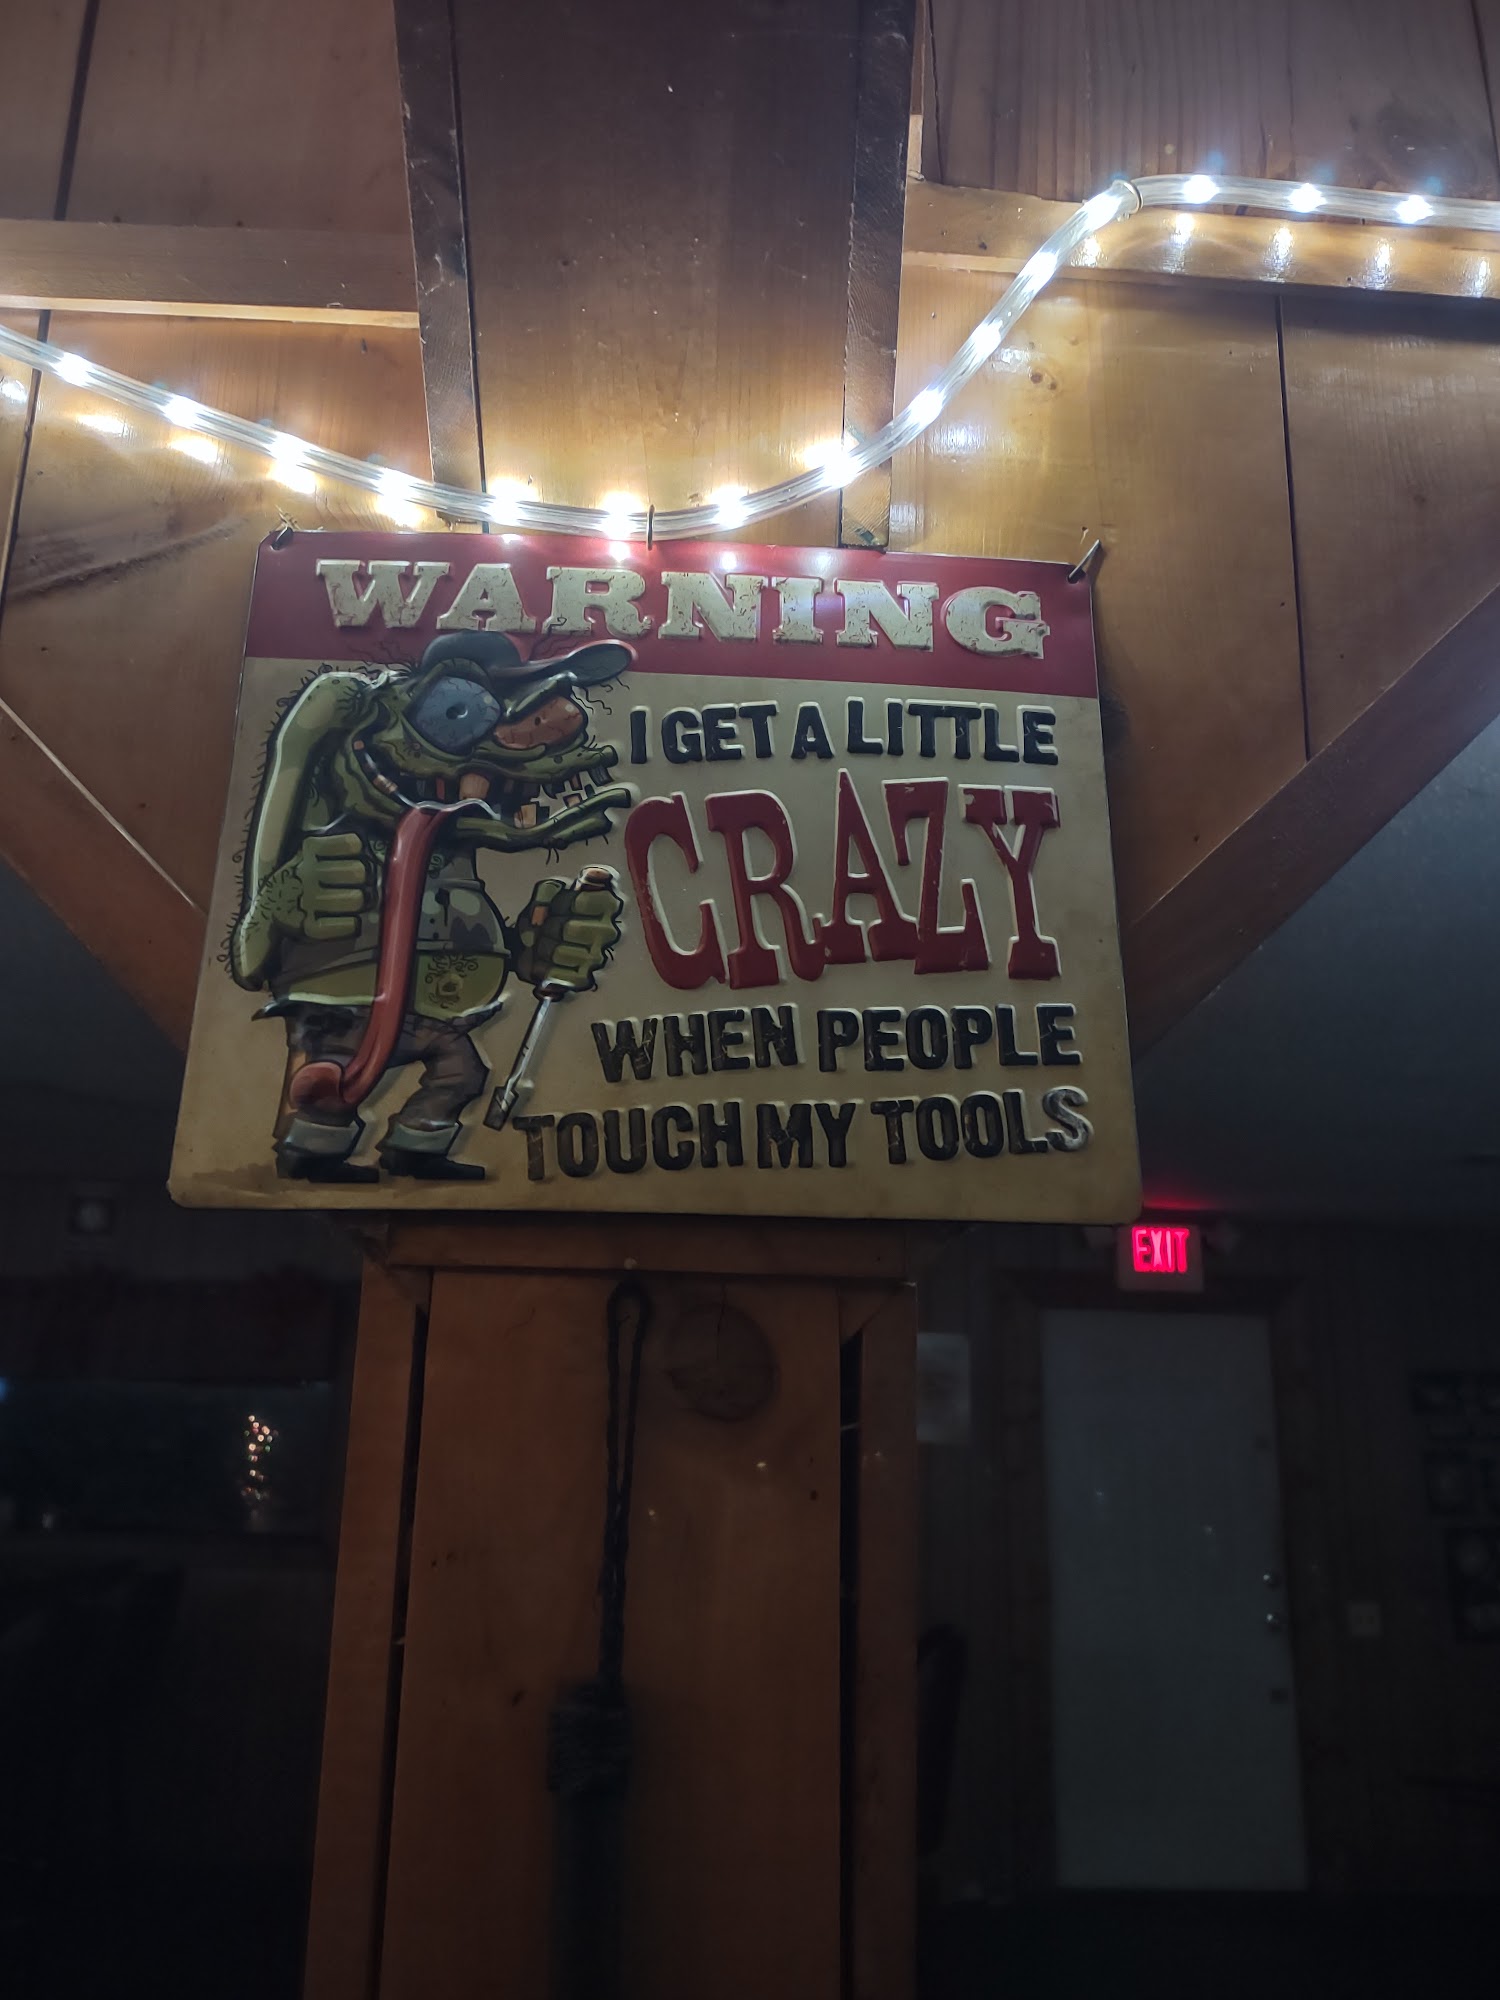 WARNING
I GET A LITTLE
CRAZY
WHEN PEOPLE
TOUCH MY TOOLS
EXIT